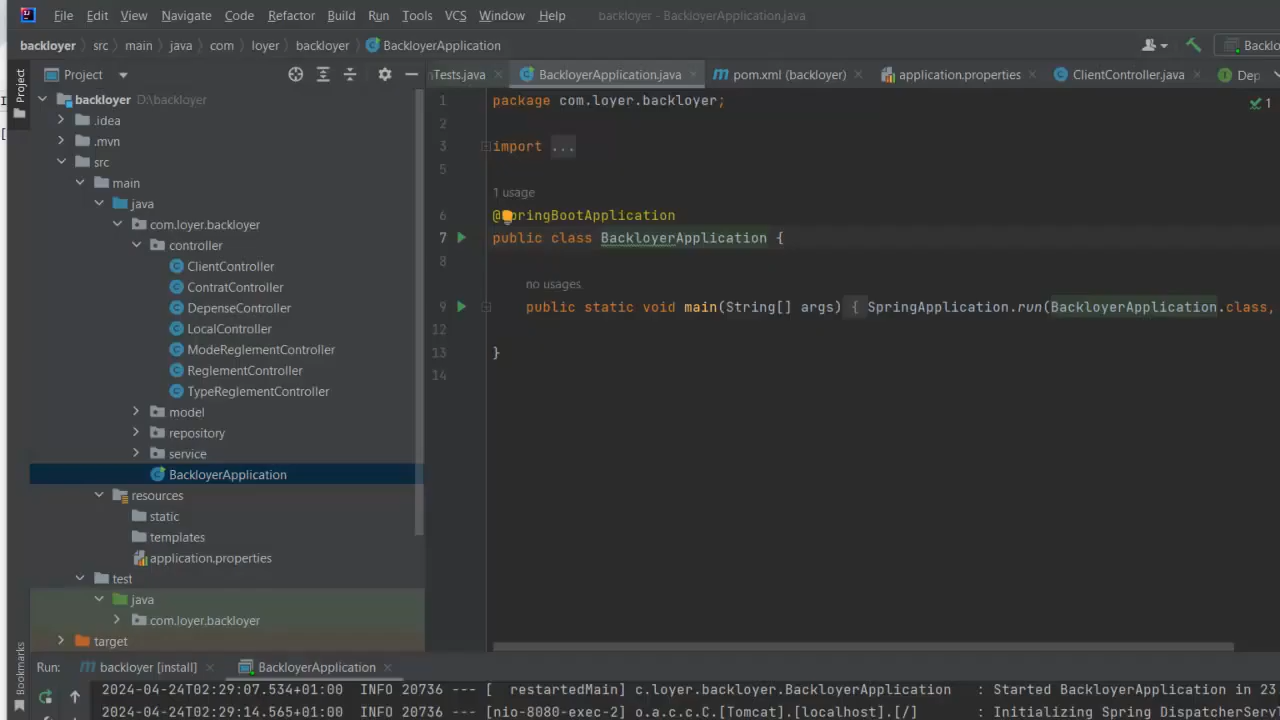 File Edit View Navigate Code Refactor Build Run Tools VCS Window Help backloyer - BackloyerApplication.java
backloyer src main java com loyer backloyer BackloyerApplication
Project
Project
Tests.java BackloyerApplication.java pom.xml (backloyer) application.properties ClientController.java Dep
backloyer D:\backloyer
.idea
.mvn
src
main
java
com.loyer.backloyer
controller
ClientController
ContratController
DepenseController
LocalController
ModeReglementController
ReglementController
TypeReglementController
model
repository
service
BackloyerApplication
resources
static
templates
application.properties
test
java
com.loyer.backloyer
target
1 package com.loyer.backloyer;
1
2
3 import ...
5
1 usage
6 @SpringBootApplication
7 public class BackloyerApplication {
8
no usages
9 public static void main(String[] args) { SpringApplication.run(BackloyerApplication.class,
12
13 }
14
Bookmarks
Run: backloyer [install] BackloyerApplication
2024-04-24T02:29:07.534+01:00 INFO 20736 --- [ restartedMain] c.loyer.backloyer.BackloyerApplication : Started BackloyerApplication in 23
2024-04-24T02:29:14.565+01:00 INFO 20736 --- [nio-8080-exec-2] o.a.c.c.C.[Tomcat].[localhost].[/] : Initializing Spring DispatcherServ